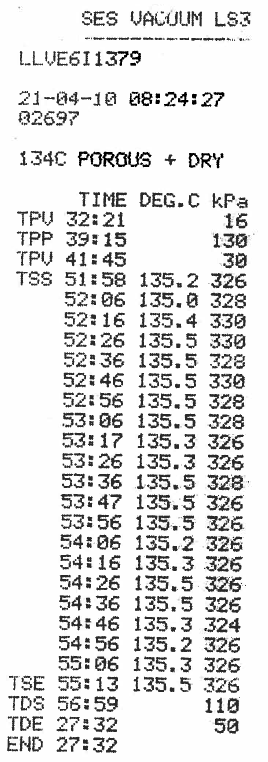 SES VACUUM LS3
LLVE6I1379
21-04-10 08:24:27
02697
134C POROUS + DRY
TIME DEG.C kPa
TPV 32:21 16
TPP 39:15 130
TPV 41:45 30
TSS 51:58 135.2 326
52:06 135.0 328
52:16 135.4 330
52:26 135.5 330
52:36 135.5 328
52:46 135.5 330
52:56 135.5 328
53:06 135.5 328
53:17 135.3 326
53:26 135.3 326
53:36 135.5 328
53:47 135.5 326
53:56 135.5 326
54:06 135.2 326
54:16 135.3 326
54:26 135.5 326
54:36 135.5 326
54:46 135.3 324
54:56 135.2 326
55:06 135.3 326
TSE 55:13 135.5 326
TDS 56:59 110
TDE 27:32 50
END 27:32